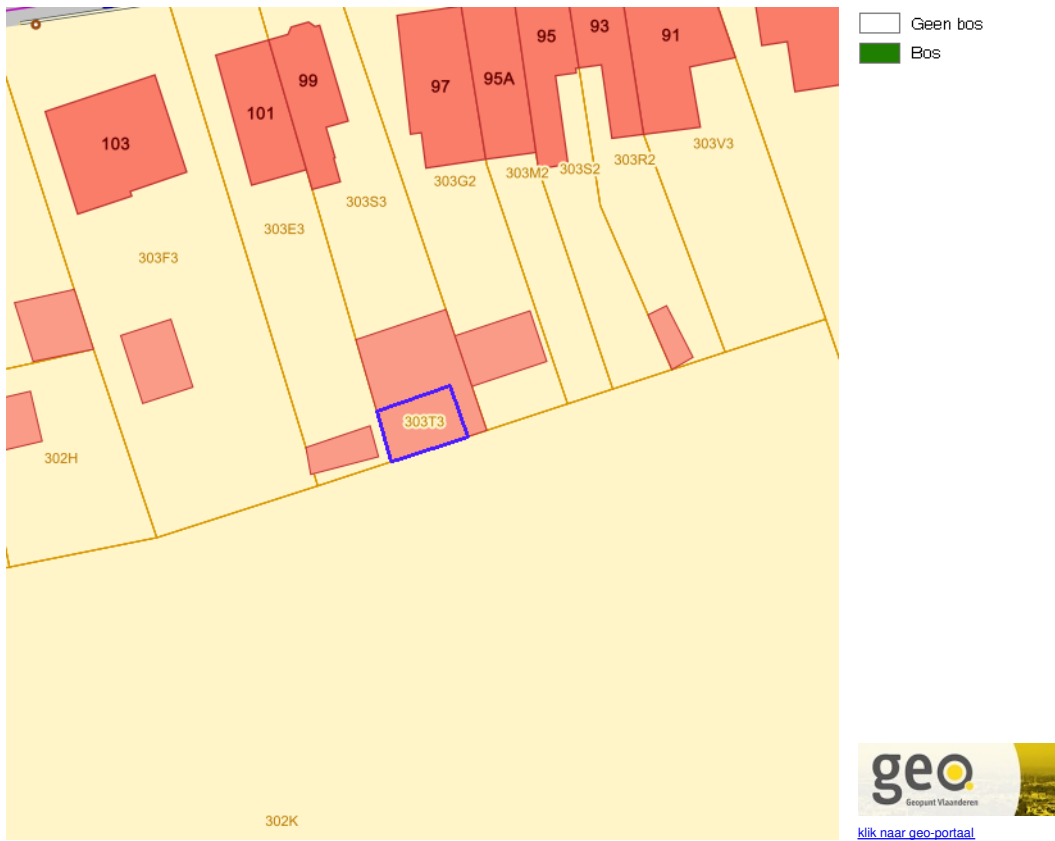 Geen bos
Bos
93
95
91
99
95A
97
101
103
303V3
303R2
303S2
303M2
303G2
303S3
303E3
303F3
303T3
302H
302K
geo
Geopunt Vlaanderen
klik naar geo-portaal